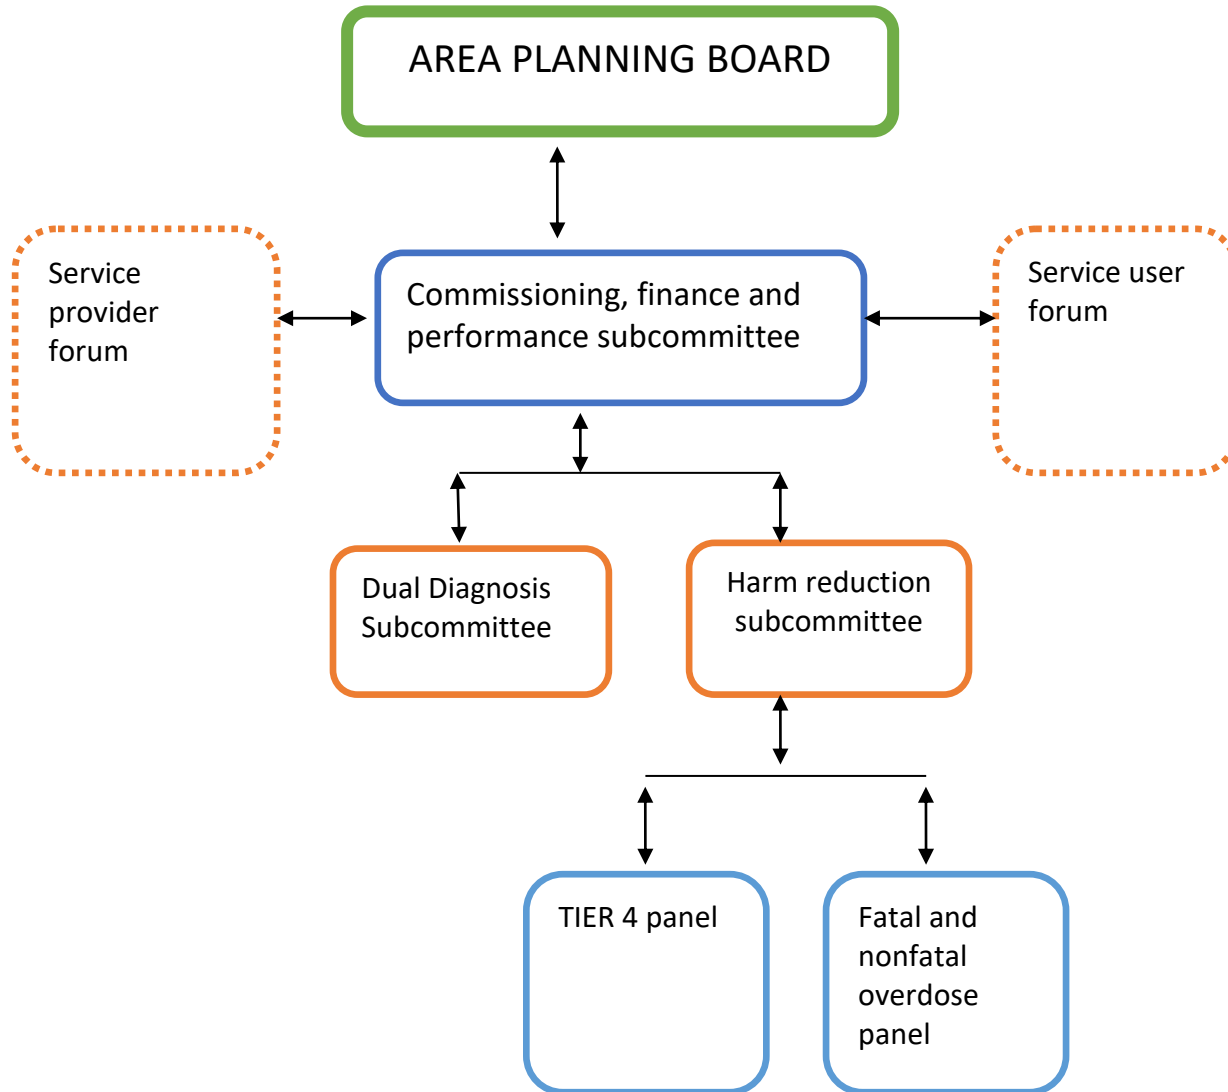 AREA PLANNING BOARD
Service
provider
forum
Commissioning, finance and
performance subcommittee
Service user
forum
Dual Diagnosis
Subcommittee
Harm reduction
subcommittee
TIER 4 panel
Fatal and
nonfatal
overdose
panel